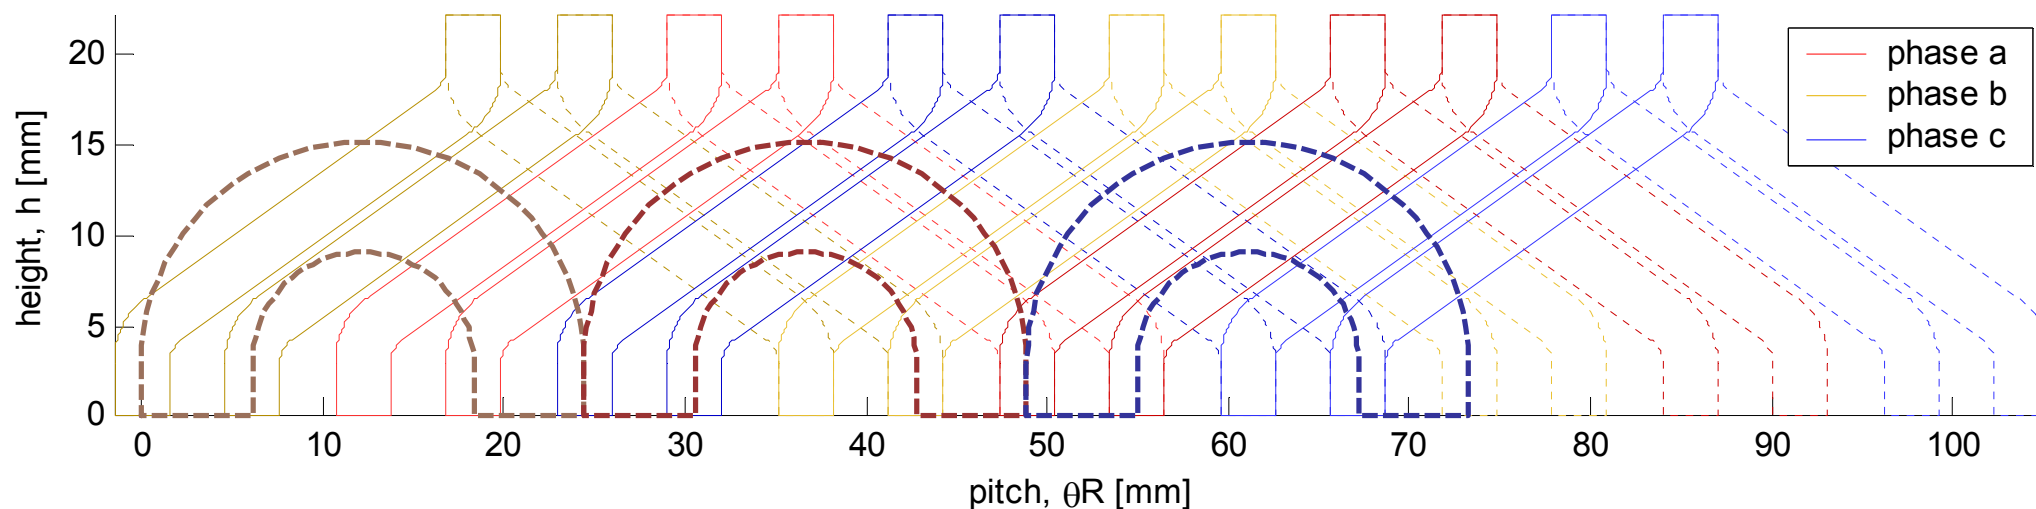 20
15
10
5
0
height, h [mm]
0 10 20 30 40 50 60 70 80 90 100
pitch, θR [mm]
phase a
phase b
phase c